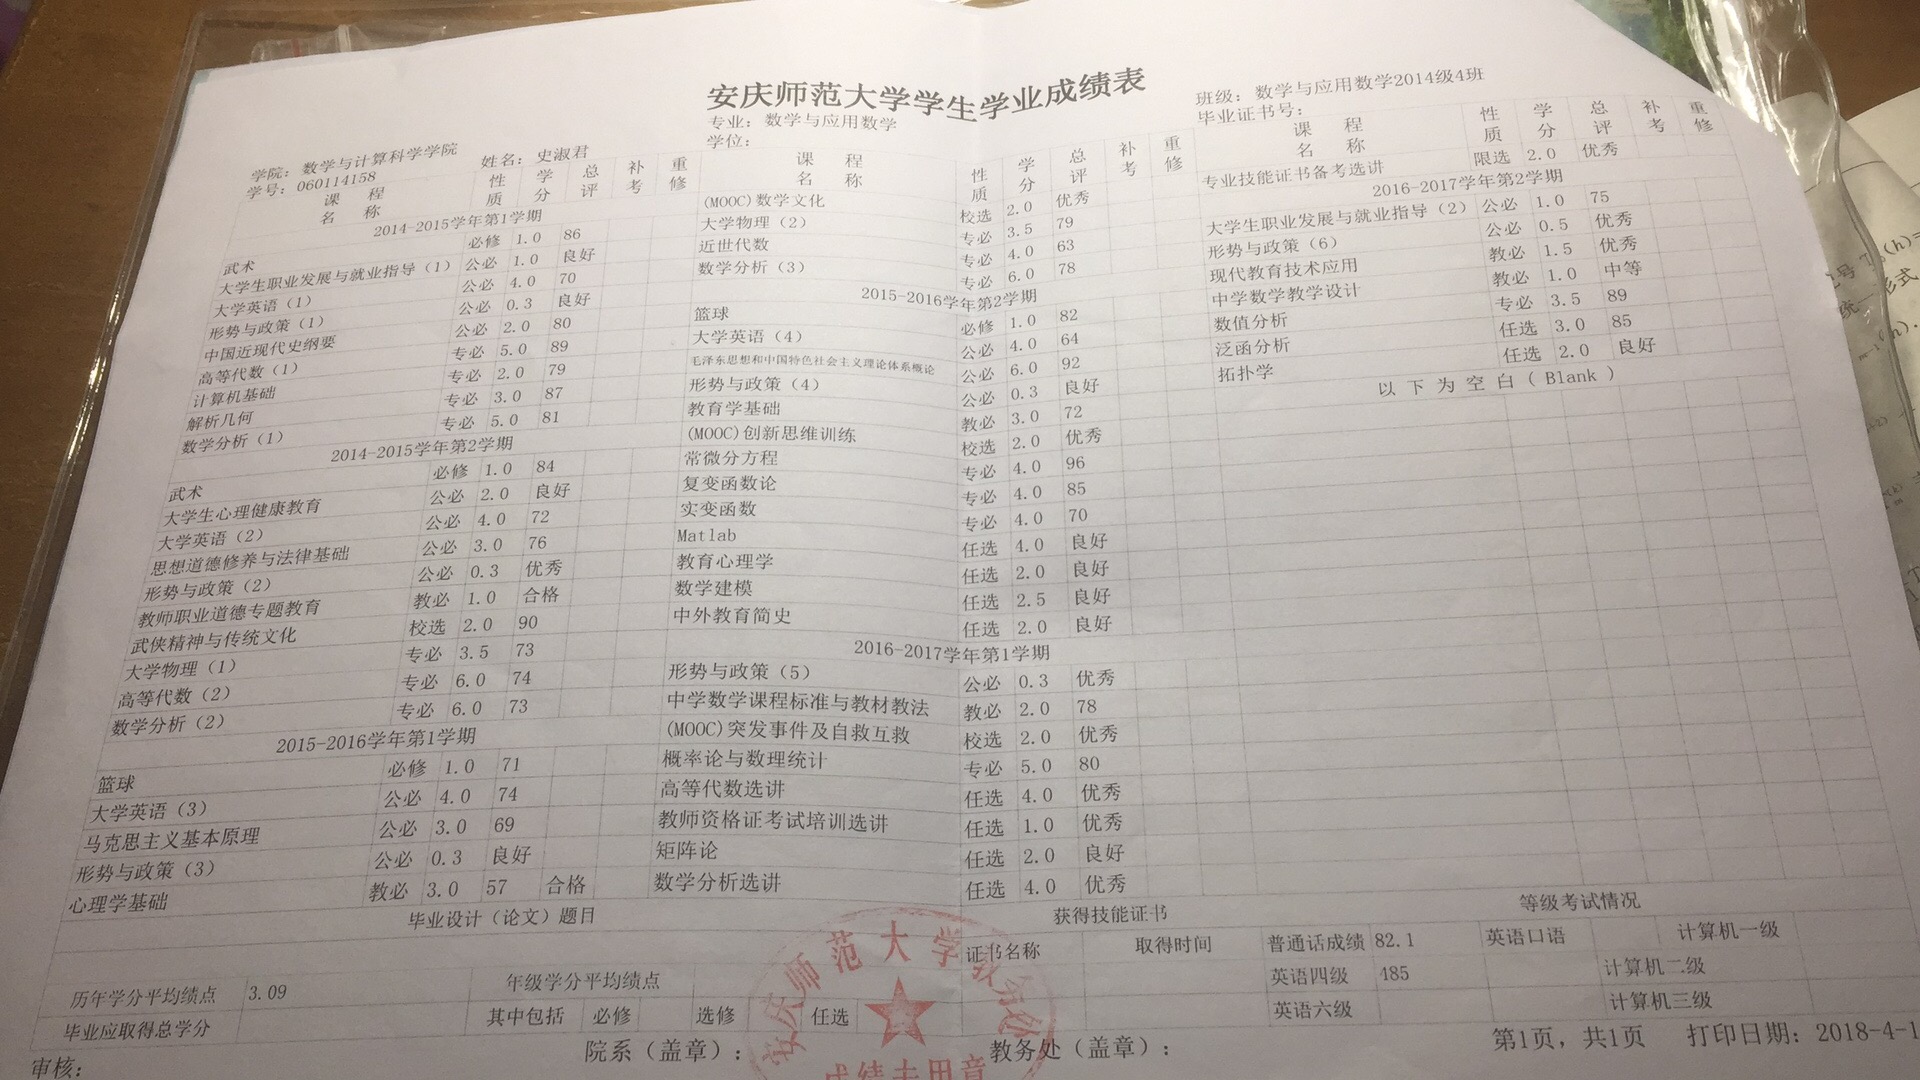 安庆师范大学学生学业成绩表
学院：数学与计算科学学院 姓名：史淑君 专业：数学与应用数学 班级：数学与应用数学2014级4班
学号：060114158 学位： 毕业证书号：
课程名称 性质 学分 总评 补考 重修
2014-2015学年第1学期
武术 必修 1.0 86
大学生职业发展与就业指导（1） 公必 1.0 良好
大学英语（1） 公必 4.0 70
形势与政策（1） 公必 0.3 良好
中国近现代史纲要 公必 2.0 80
高等代数（1） 专必 5.0 89
计算机基础 专必 2.0 79
解析几何 专必 3.0 87
数学分析（1） 专必 5.0 81
2014-2015学年第2学期
武术 必修 1.0 84
大学生心理健康教育 公必 2.0 良好
大学英语（2） 公必 4.0 72
思想道德修养与法律基础 公必 3.0 76
形势与政策（2） 公必 0.3 优秀
教师职业道德专题教育 教必 1.0 合格
武侠精神与传统文化 校选 2.0 90
大学物理（1） 专必 3.5 73
高等代数（2） 专必 6.0 74
数学分析（2） 专必 6.0 73
2015-2016学年第1学期
篮球 必修 1.0 71
大学英语（3） 公必 4.0 74
马克思主义基本原理 公必 3.0 69
形势与政策（3） 公必 0.3 良好
心理学基础 教必 3.0 57 合格
课程名称 性质 学分 总评 补考 重修
(MOOC)数学文化 校选 2.0 优秀
大学物理（2） 专必 3.5 79
近世代数 专必 4.0 63
数学分析（3） 专必 6.0 78
2015-2016学年第2学期
篮球 必修 1.0 82
大学英语（4） 公必 4.0 64
毛泽东思想和中国特色社会主义理论体系概论 公必 6.0 92
形势与政策（4） 公必 0.3 良好
教育学基础 教必 3.0 72
(MOOC)创新思维训练 校选 2.0 优秀
常微分方程 专必 4.0 96
复变函数论 专必 4.0 85
实变函数 专必 4.0 70
Matlab 任选 4.0 良好
教育心理学 任选 2.0 良好
数学建模 任选 2.5 良好
中外教育简史 任选 2.0 良好
2016-2017学年第1学期
形势与政策（5） 公必 0.3 优秀
中学数学课程标准与教材教法 教必 2.0 78
(MOOC)突发事件及自救互救 校选 2.0 优秀
概率论与数理统计 专必 5.0 80
高等代数选讲 任选 4.0 优秀
教师资格证考试培训选讲 任选 1.0 优秀
矩阵论 任选 2.0 良好
数学分析选讲 任选 4.0 优秀
课程名称 性质 学分 总评 补考 重修
专业技能证书备考选讲 限选 2.0 优秀
2016-2017学年第2学期
大学生职业发展与就业指导（2） 公必 1.0 75
形势与政策（6） 公必 0.5 优秀
现代教育技术应用 教必 1.5 优秀
中学数学教学设计 教必 1.0 中等
数值分析 专必 3.5 89
泛函分析 任选 3.0 85
拓扑学 任选 2.0 良好
以下为空白(Blank)
毕业设计（论文）题目 获得技能证书 等级考试情况
证书名称 取得时间 普通话成绩 82.1 英语口语 计算机一级
历年学分平均绩点 3.09 年级学分平均绩点 英语四级 485 计算机二级
毕业应取得总学分 其中包括 必修 选修 任选 英语六级 计算机三级
审核： 院系（盖章）： 教务处（盖章）： 第1页，共1页 打印日期：2018-4-1
安庆师范大学教务处
成绩专用章